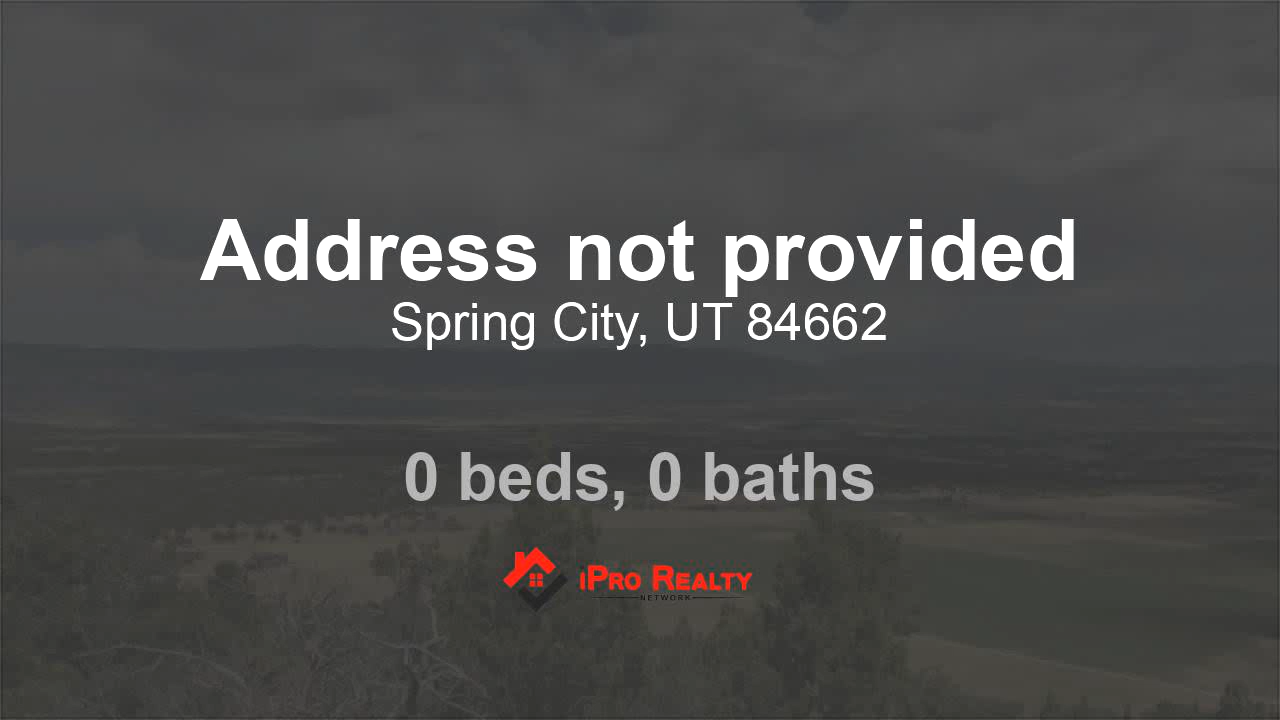 Address not provided
Spring City, UT 84662
0 beds, 0 baths
iPro Realty
NETWORK